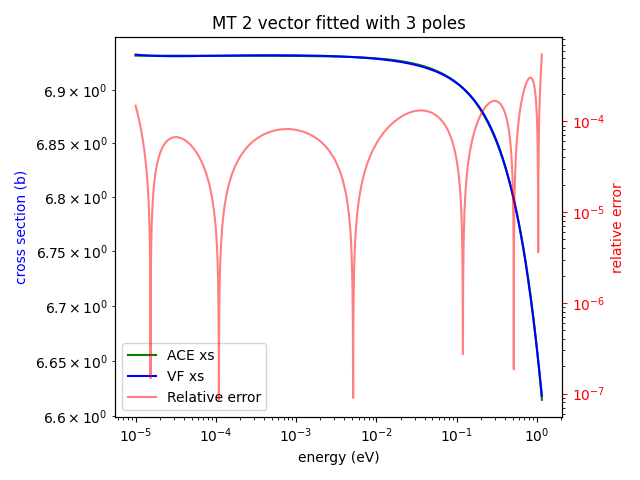 MT 2 vector fitted with 3 poles
cross section (b)
6.9 × 10⁰
6.85 × 10⁰
6.8 × 10⁰
6.75 × 10⁰
6.7 × 10⁰
6.65 × 10⁰
6.6 × 10⁰
10⁻⁴
10⁻⁵
10⁻⁶
10⁻⁷
relative error
ACE xs
VF xs
Relative error
10⁻⁵ 10⁻⁴ 10⁻³ 10⁻² 10⁻¹ 10⁰
energy (eV)